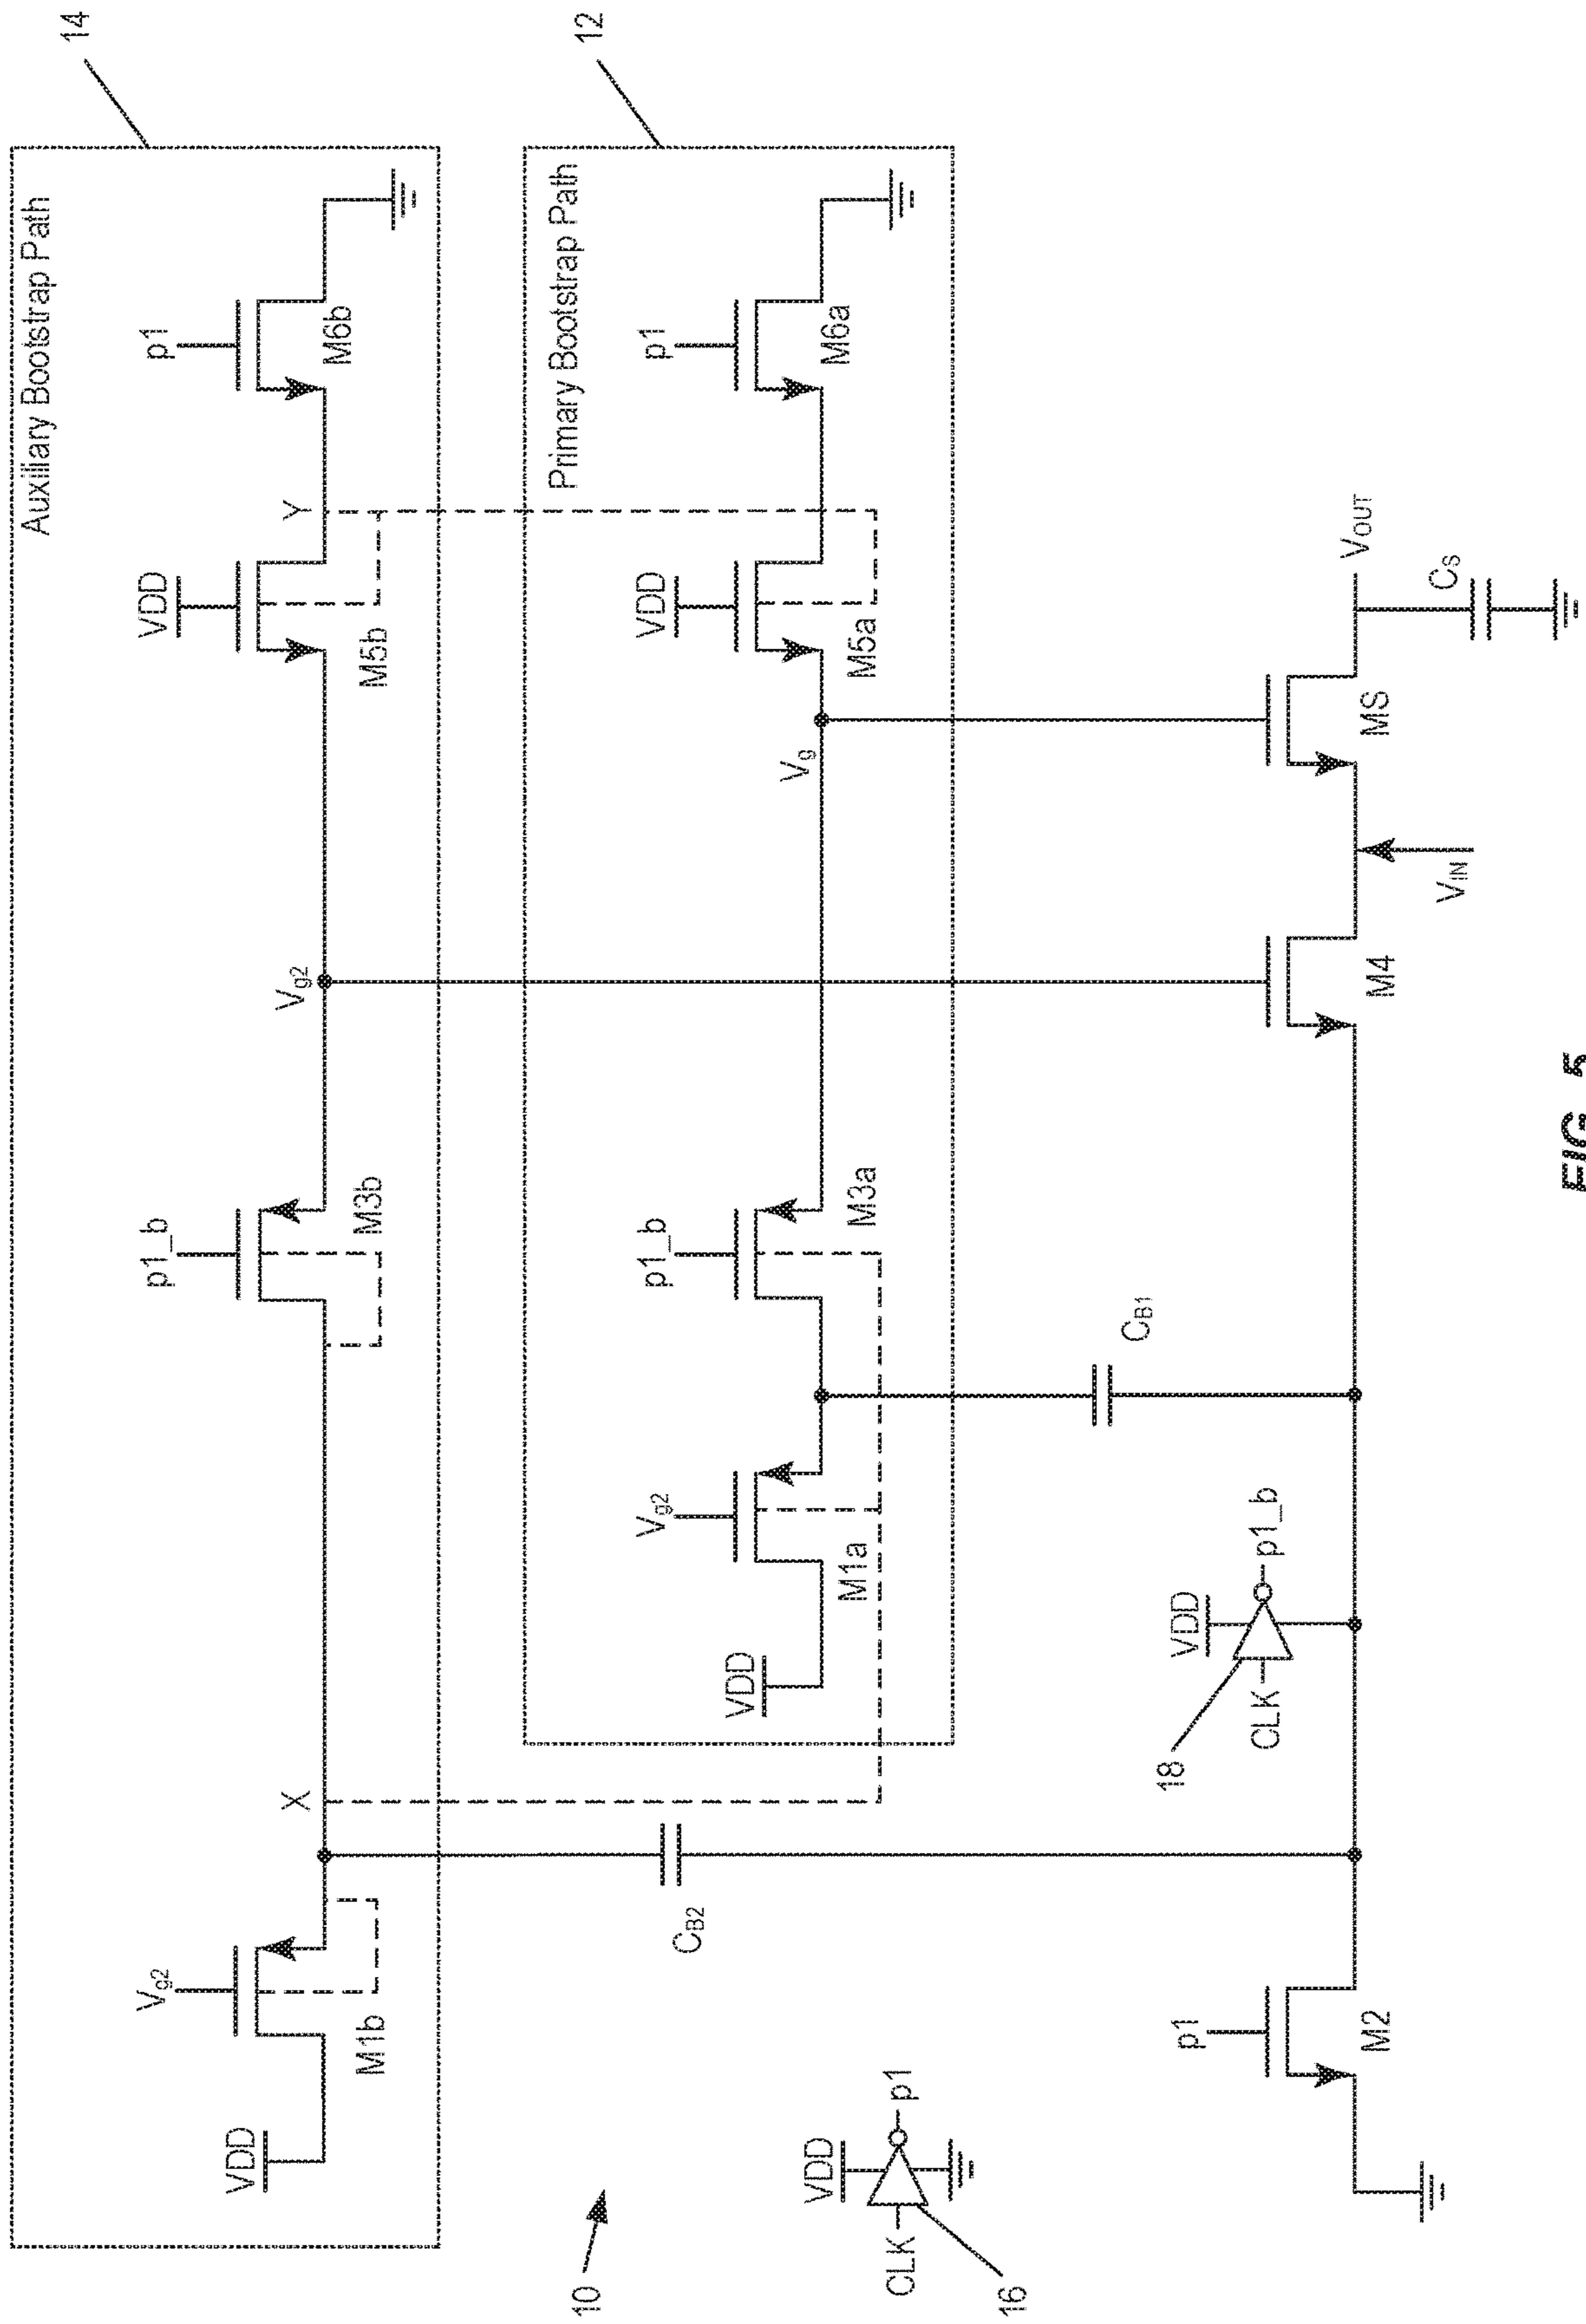 14
Auxiliary Bootstrap Path
VDD
Vg2
M1b
X
p1_b
M3b
Vg2
VDD
M5b
Y
p1
M6b
12
Primary Bootstrap Path
VDD
Vg2
M1a
p1_b
M3a
Vg
VDD
M5a
p1
M6a
CB2
CB1
10
CLK
VDD
p1
16
p1
M2
18
CLK
VDD
p1_b
M4
VIN
MS
VOUT
CS
FIG. 5